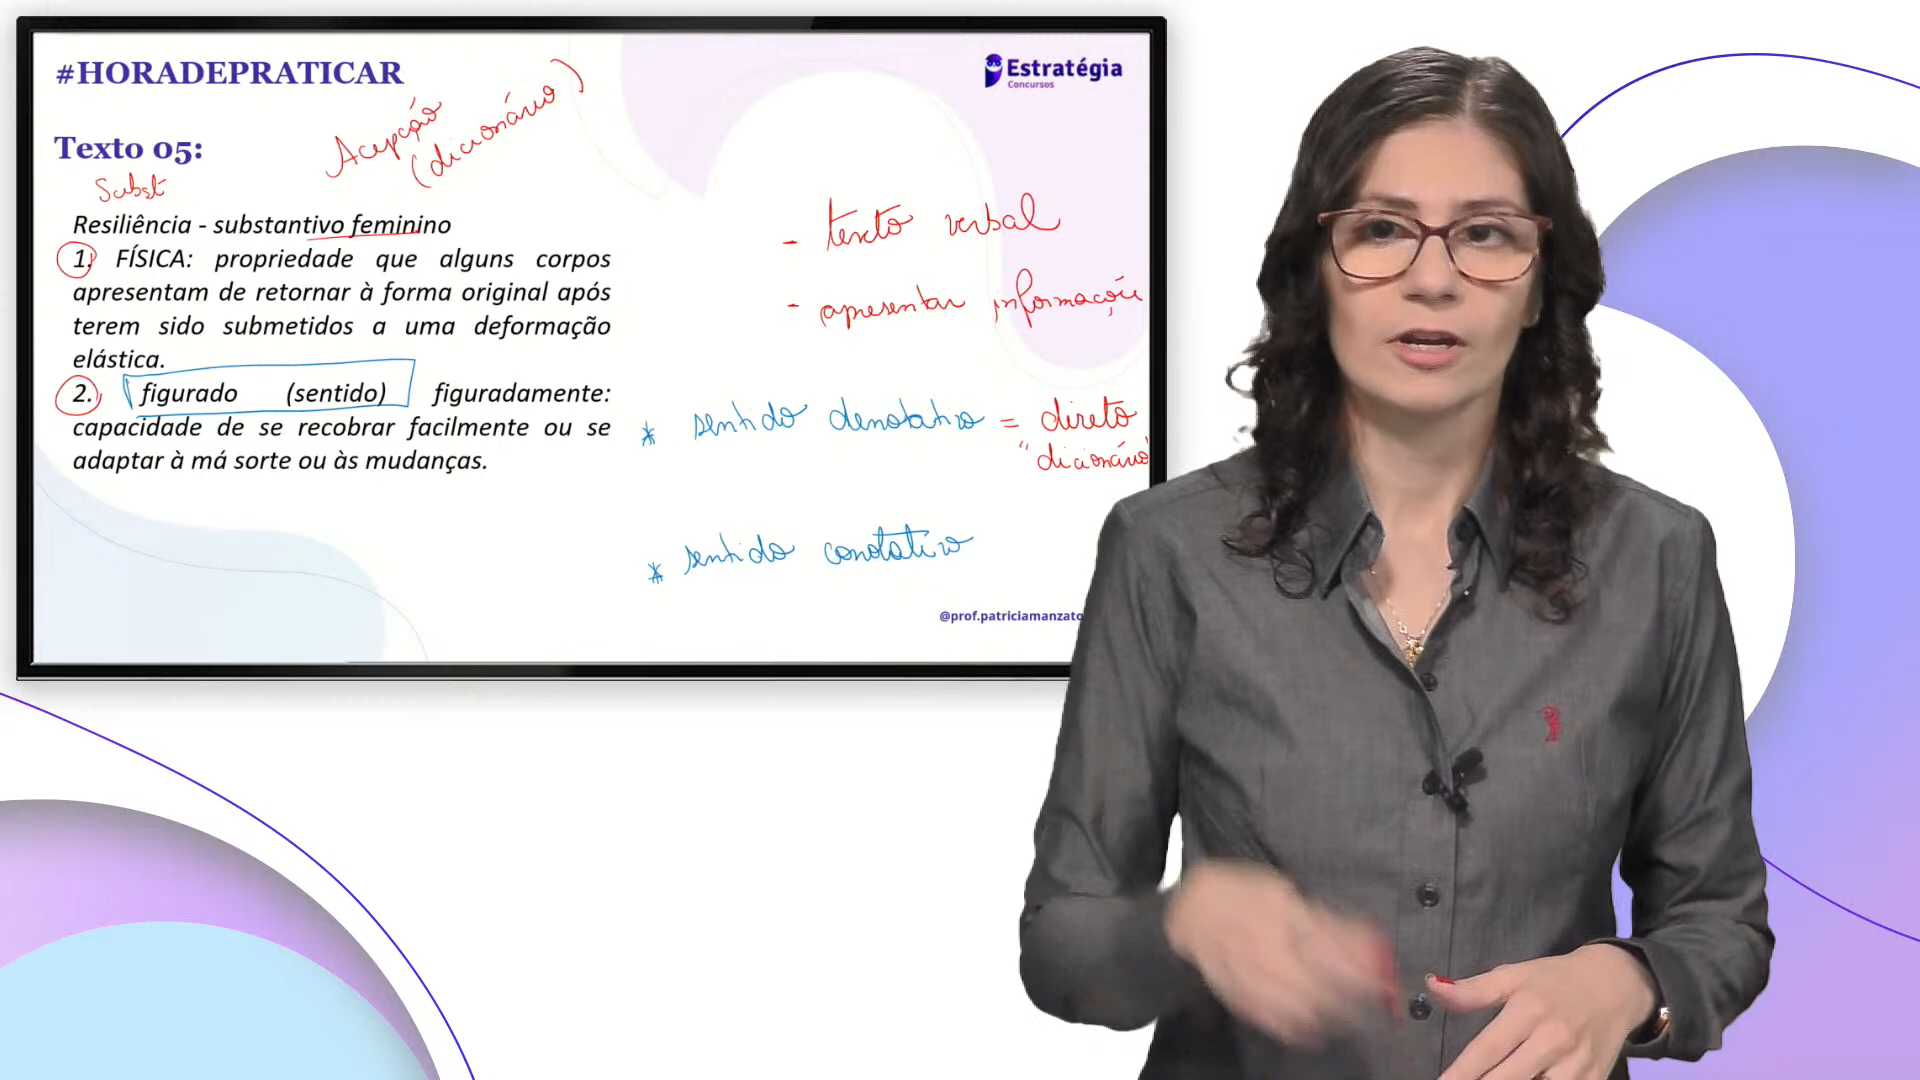 #HORADEPRATICAR
Estratégia
Concursos
Acepção
(dicionário)
Texto 05:
Subst
Resiliência - substantivo feminino
1. FÍSICA: propriedade que alguns corpos
apresentam de retornar à forma original após
terem sido submetidos a uma deformação
elástica.
2. figurado (sentido) figuradamente:
capacidade de se recobrar facilmente ou se
adaptar à má sorte ou às mudanças.
- texto verbal
- apresentar informações
* sentido denotativo = direto
"dicionário"
* sentido conotativo
@prof.patriciamanzato